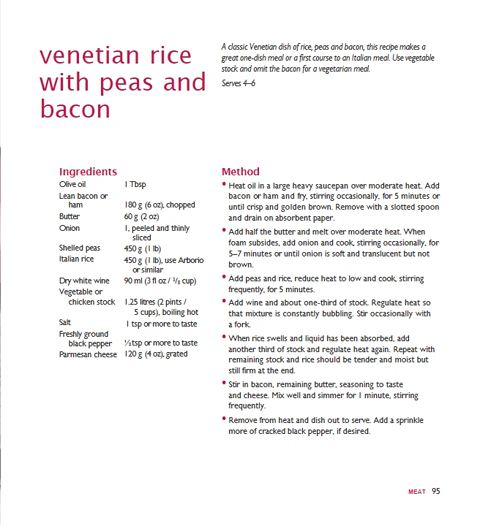 venetian rice
with peas and
bacon
A classic Venetian dish of rice, peas and bacon, this recipe makes a
great one-dish meal or a first course to an Italian meal. Use vegetable
stock and omit the bacon for a vegetarian meal.
Serves 4–6
Ingredients
Olive oil 1 Tbsp
Lean bacon or
ham 180 g (6 oz), chopped
Butter 60 g (2 oz)
Onion 1, peeled and thinly
sliced
Shelled peas 450 g (1 lb)
Italian rice 450 g (1 lb), use Arborio
or similar
Dry white wine 90 ml (3 fl oz / 3/8 cup)
Vegetable or
chicken stock 1.25 litres (2 pints /
5 cups), boiling hot
Salt 1 tsp or more to taste
Freshly ground
black pepper tsp or more to taste
Parmesan cheese 120 g (4 oz), grated
Method
• Heat oil in a large heavy saucepan over moderate heat. Add
bacon or ham and fry, stirring occasionally, for 5 minutes or
until crisp and golden brown. Remove with a slotted spoon
and drain on absorbent paper.
• Add half the butter and melt over moderate heat. When
foam subsides, add onion and cook, stirring occasionally, for
5–7 minutes or until onion is soft and translucent but not
brown.
• Add peas and rice, reduce heat to low and cook, stirring
frequently, for 5 minutes.
• Add wine and about one-third of stock. Regulate heat so
that mixture is constantly bubbling. Stir occasionally with
a fork.
• When rice swells and liquid has been absorbed, add
another third of stock and regulate heat again. Repeat with
remaining stock and rice should be tender and moist but
still firm at the end.
• Stir in bacon, remaining butter, seasoning to taste
and cheese. Mix well and simmer for 1 minute, stirring
frequently.
• Remove from heat and dish out to serve. Add a sprinkle
more of cracked black pepper, if desired.
MEAT 95